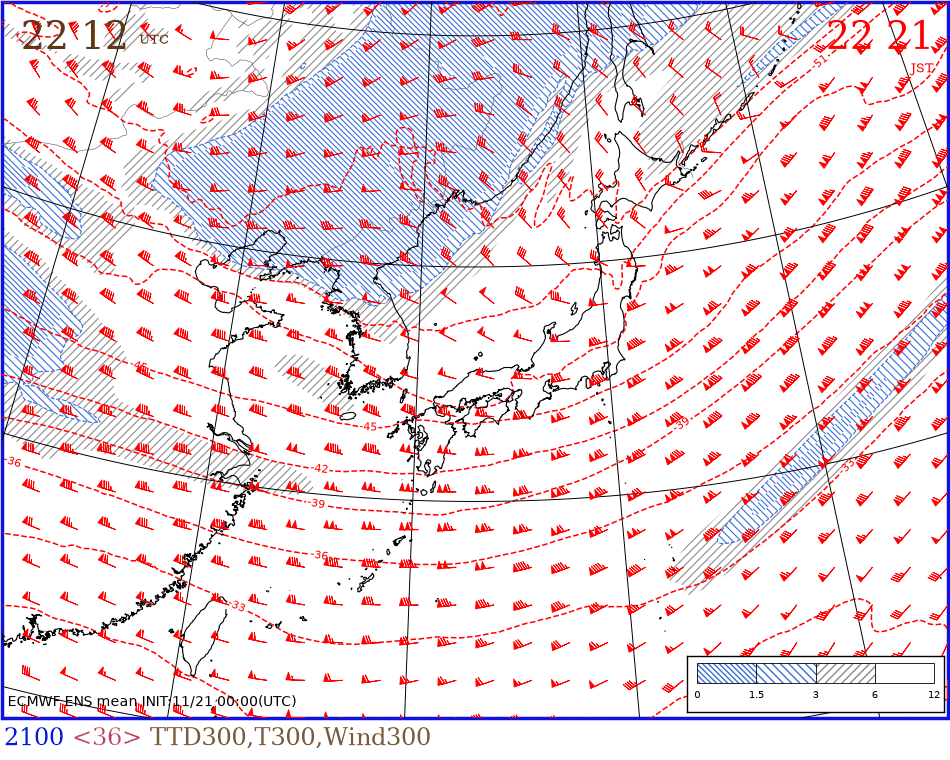 22 12 UTC
22 21
JST
-51
-45
-45
-39
-36
-42
-33
-39
-36
-33
0 1.5 3 6 12
ECMWF ENS mean INIT:11/21 00:00(UTC)
2100 <36> TTD300,T300,Wind300